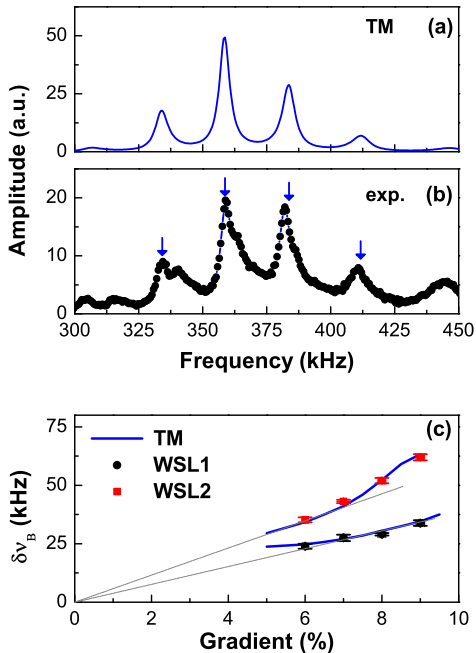 TM (a)
50
25
0
Amplitude (a.u.)
exp. (b)
20
10
0
300 325 350 375 400 425 450
Frequency (kHz)
75
50
25
0
δν_B (kHz)
TM (c)
WSL1
WSL2
0 2 4 6 8 10
Gradient (%)